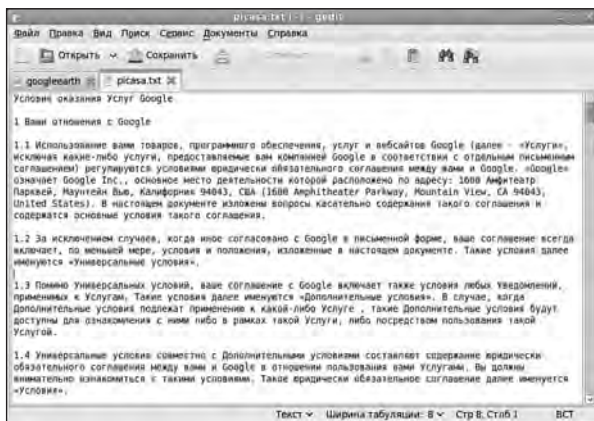 picasa.txt (~) - gedit
Файл Правка Вид Поиск Сервис Документы Справка
Открыть Сохранить
googleearth picasa.txt
Условия оказания Услуг Google
1 Ваши отношения с Google
1.1 Использование вами товаров, программного обеспечения, услуг и вебсайтов Google (далее - «Услуги»,
исключая какие-либо услуги, предоставляемые вам компанией Google в соответствии с отдельным письменным
соглашением) регулируются условиями юридически обязательного соглашения между вами и Google. «Google»
означает Google Inc., основное место деятельности которой расположено по адресу: 1600 Амфитеатр
Парквей, Маунтейн Вью, Калифорния 94043, США (1600 Amphitheater Parkway, Mountain View, CA 94043,
United States). В настоящем документе изложены вопросы касательно содержания такого соглашения и
содержатся основные условия такого соглашения.
1.2 За исключением случаев, когда иное согласовано с Google в письменной форме, ваше соглашение всегда
включает, по меньшей мере, условия и положения, изложенные в настоящем документе. Такие условия далее
именуются «Универсальные условия».
1.3 Помимо Универсальных условий, ваше соглашение с Google включает также условия любых Уведомлений,
применимых к Услугам. Такие условия далее именуются «Дополнительные условия». В случае, когда
Дополнительные условия подлежат применению к какой-либо Услуге , такие Дополнительные условия будут
доступны для ознакомления с ними либо в рамках такой Услуги, либо посредством пользования такой
Услугой.
1.4 Универсальные условия совместно с Дополнительными условиями составляют содержание юридически
обязательного соглашения между вами и Google в отношении пользования вами Услугами. Вы должны
внимательно ознакомиться с такими условиями. Такое юридически обязательное соглашение далее именуется
«Условия».
Текст Ширина табуляции: 8 Стр 8, Стлб 1 ВСТ